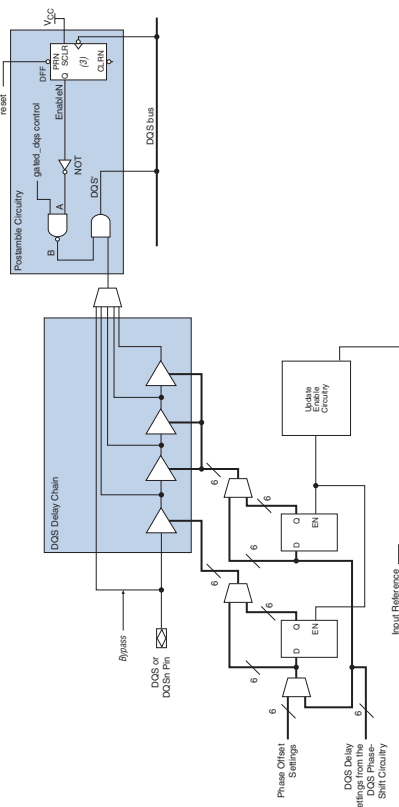 reset
VCC
DFF
PRN
SCLR
Q
(3)
CLRN
EnableN
gated_dqs control
Postamble Circuitry
A
NOT
B
DQS'
DQS bus
DQS Delay Chain
Bypass
DQS or
DQSn Pin
6
6
6
6
6
6
6
6
D
Q
EN
D
Q
EN
Update
Enable
Circuitry
Phase Offset
Settings
DQS Delay
ettings from the
DQS Phase-
Shift Circuitry
Input Reference